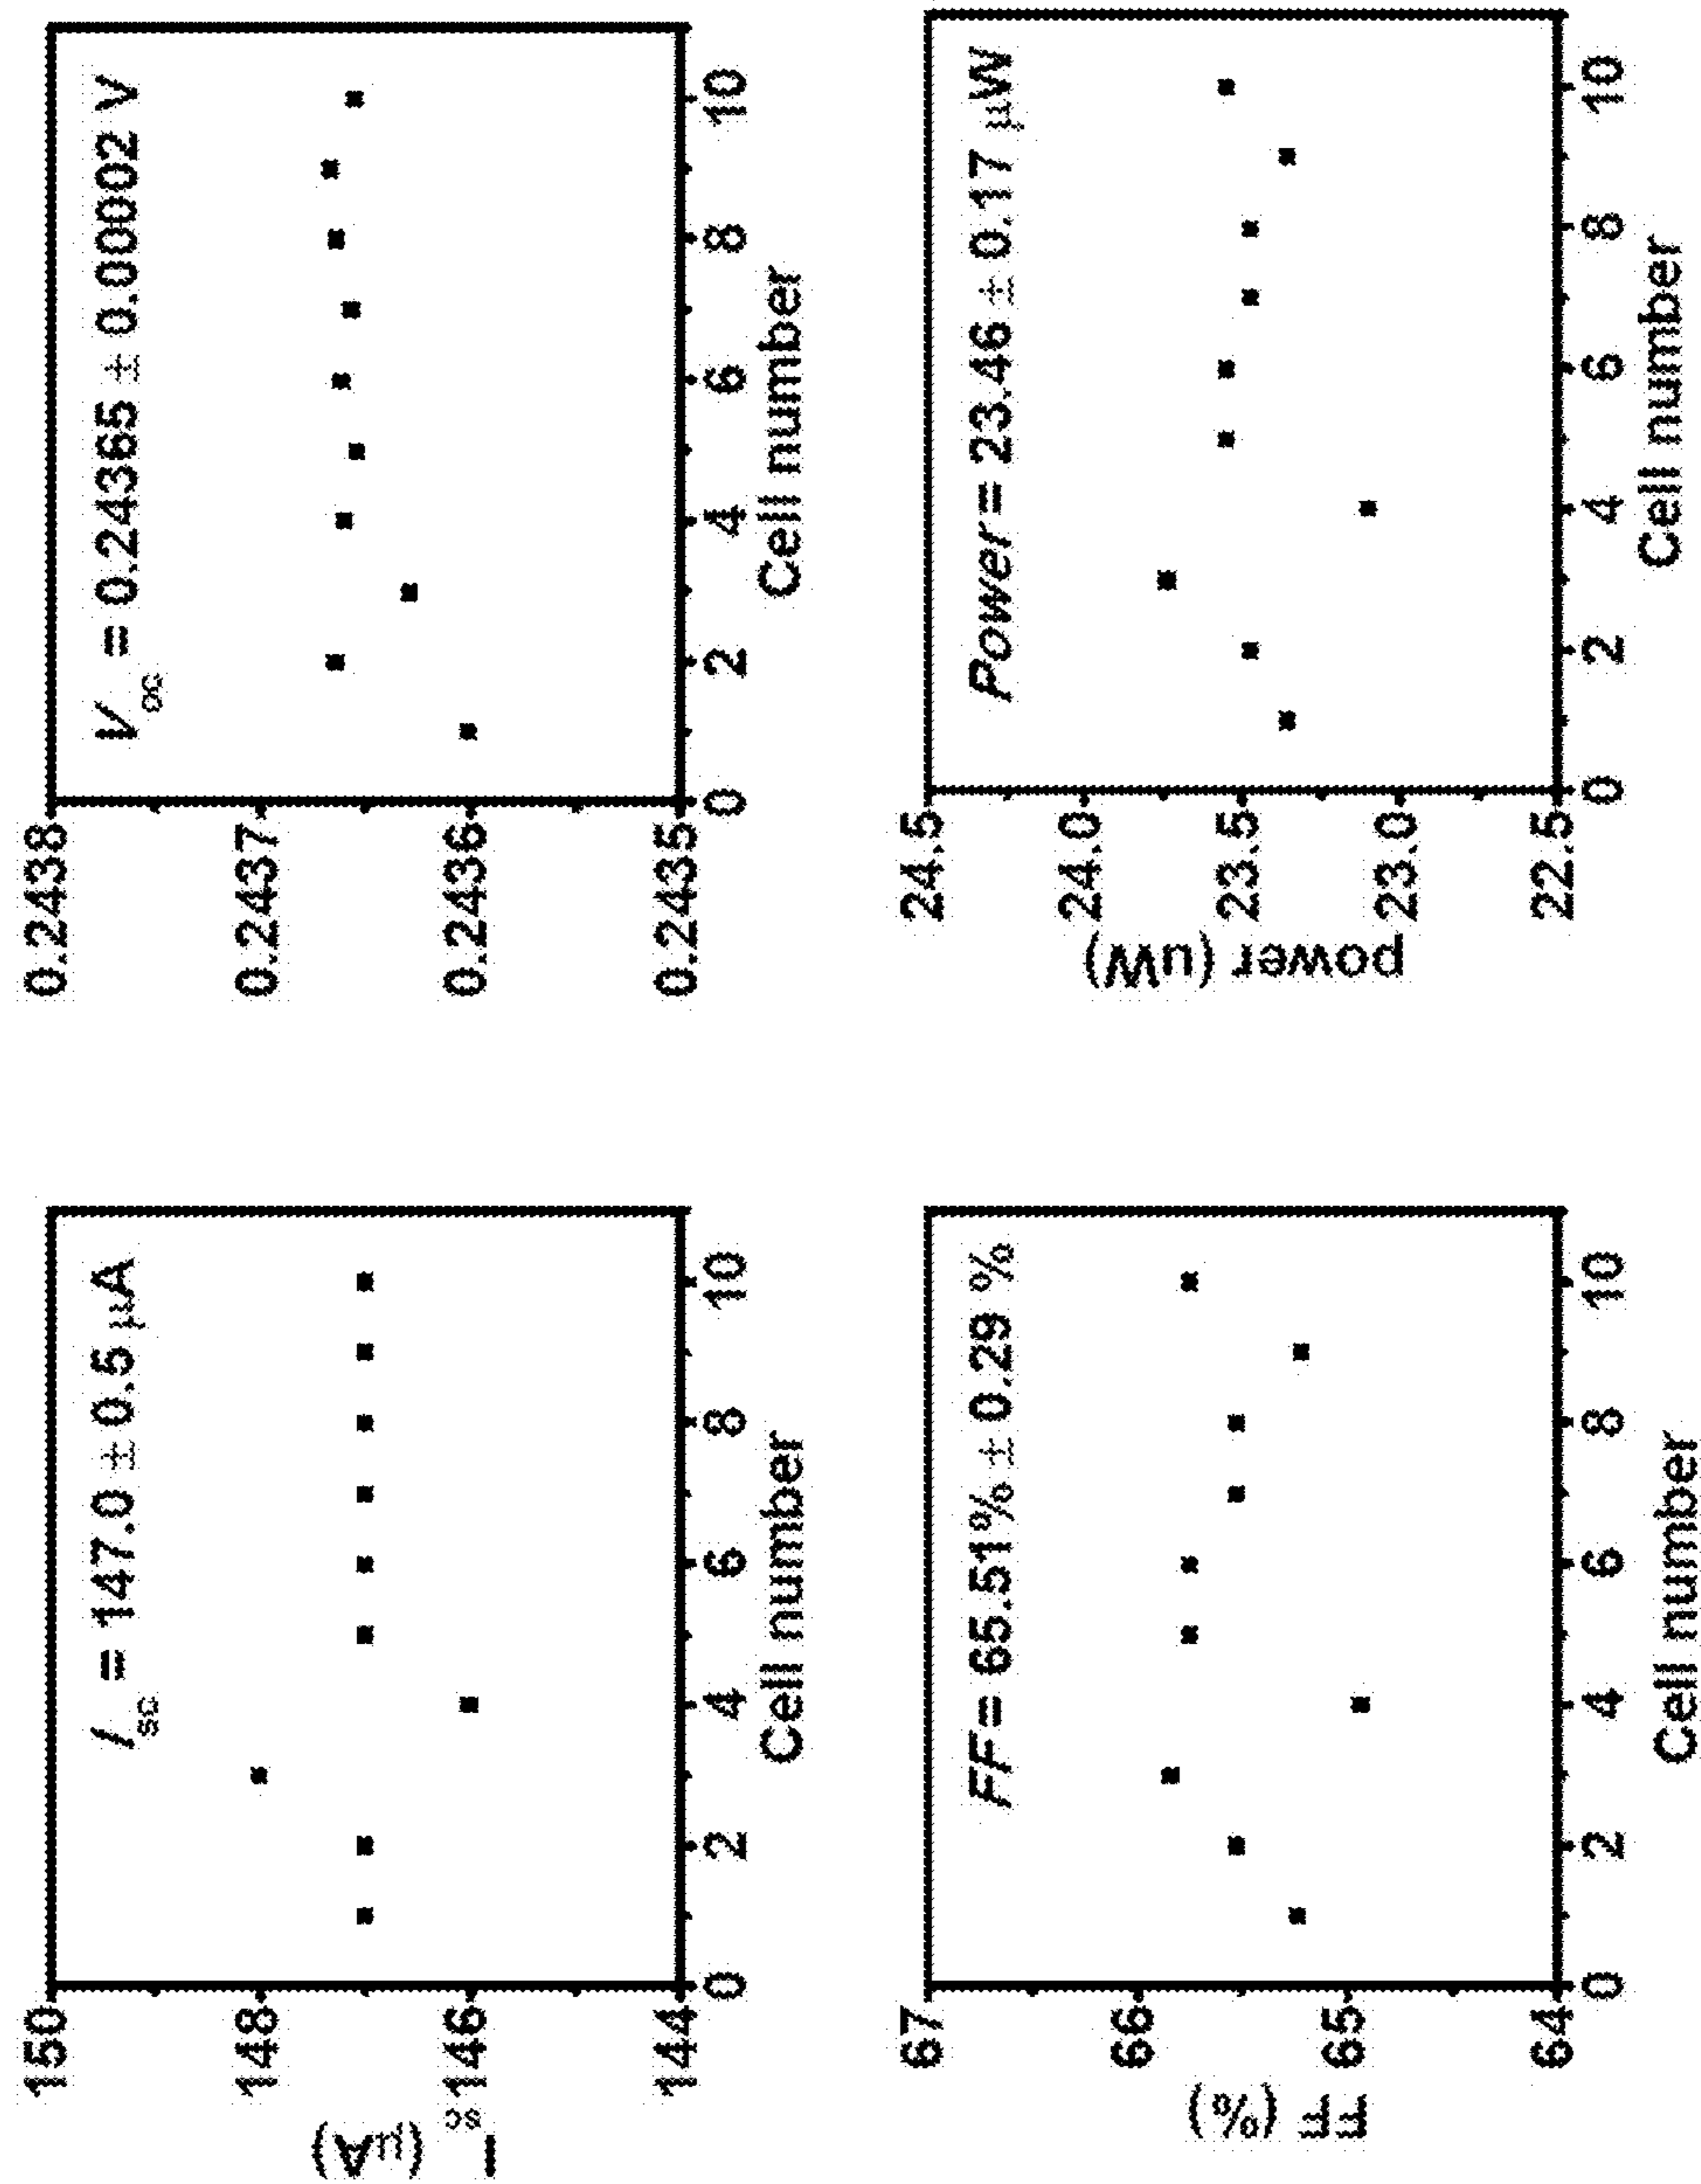 I_sc = 147.0 ± 0.5 µA
150
148
146
144
I_sc (µA)
0 2 4 6 8 10
Cell number
V_oc = 0.24365 ± 0.00002 V
0.2438
0.2437
0.2436
0.2435
0 2 4 6 8 10
Cell number
FF= 65.51% ± 0.29 %
67
66
65
64
FF (%)
0 2 4 6 8 10
Cell number
Power= 23.46 ± 0.17 µW
24.5
24.0
23.5
23.0
22.5
power (uW)
0 2 4 6 8 10
Cell number